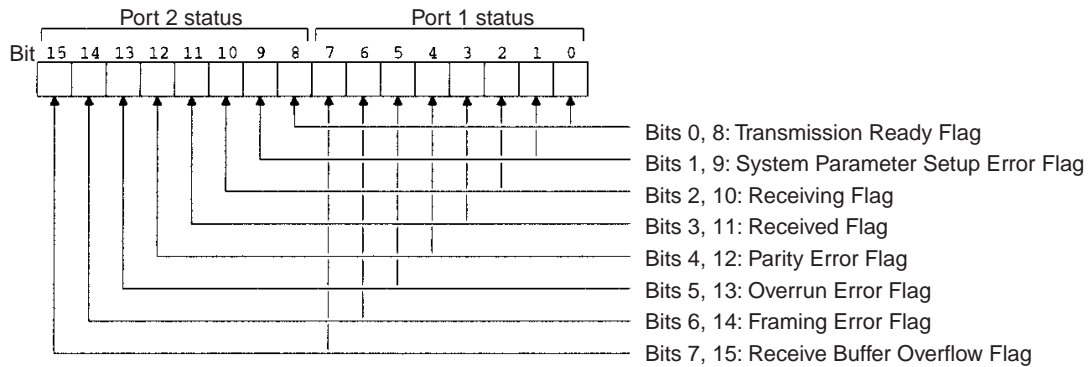 Port 2 status Port 1 status
Bit 15 14 13 12 11 10 9 8 7 6 5 4 3 2 1 0
Bits 0, 8: Transmission Ready Flag
Bits 1, 9: System Parameter Setup Error Flag
Bits 2, 10: Receiving Flag
Bits 3, 11: Received Flag
Bits 4, 12: Parity Error Flag
Bits 5, 13: Overrun Error Flag
Bits 6, 14: Framing Error Flag
Bits 7, 15: Receive Buffer Overflow Flag